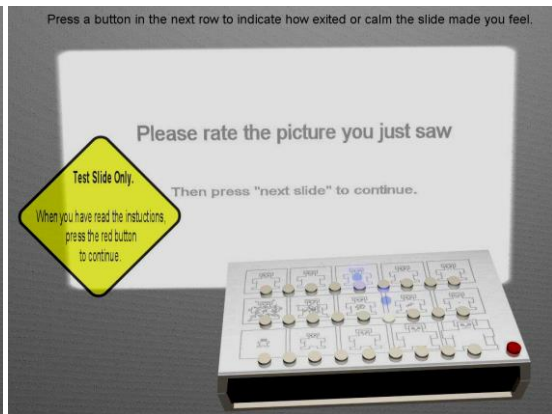 Press a button in the next row to indicate how exited or calm the slide made you feel.
Please rate the picture you just saw
Then press "next slide" to continue.
Test Slide Only.
When you have read the instuctions,
press the red button
to continue.